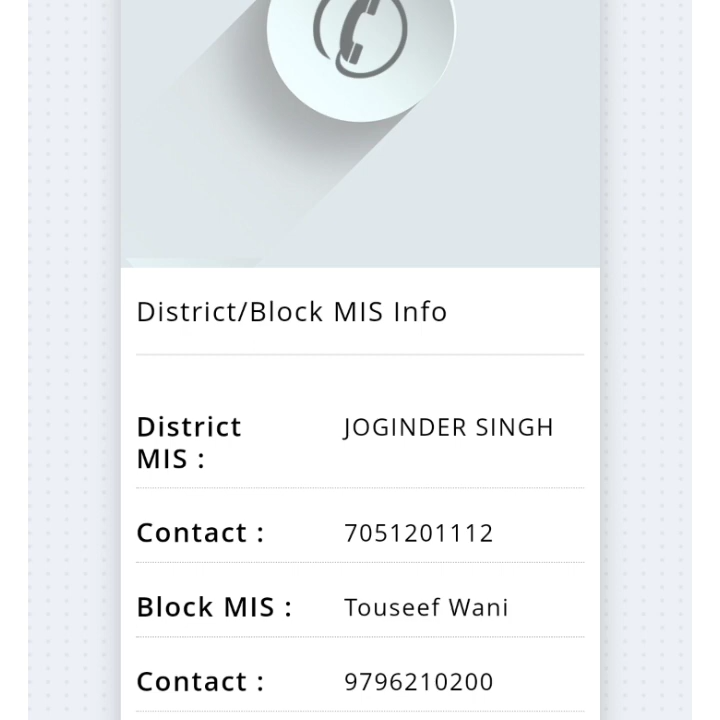 District/Block MIS Info
District JOGINDER SINGH
MIS :
Contact : 7051201112
Block MIS : Touseef Wani
Contact : 9796210200